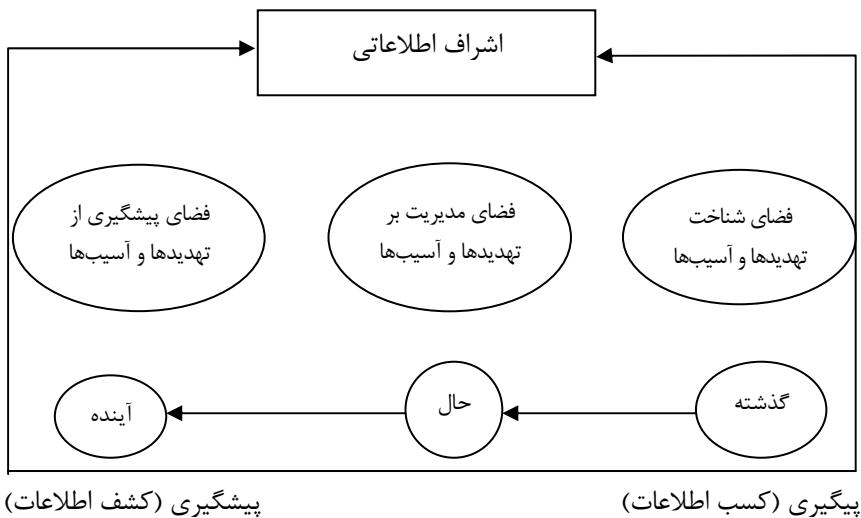 اشراف اطلاعاتی
فضای شناخت
تهدیدها و آسیب‌ها
فضای مدیریت بر
تهدیدها و آسیب‌ها
فضای پیشگیری از
تهدیدها و آسیب‌ها
گذشته
حال
آینده
پیگیری (کسب اطلاعات)
پیشگیری (کشف اطلاعات)